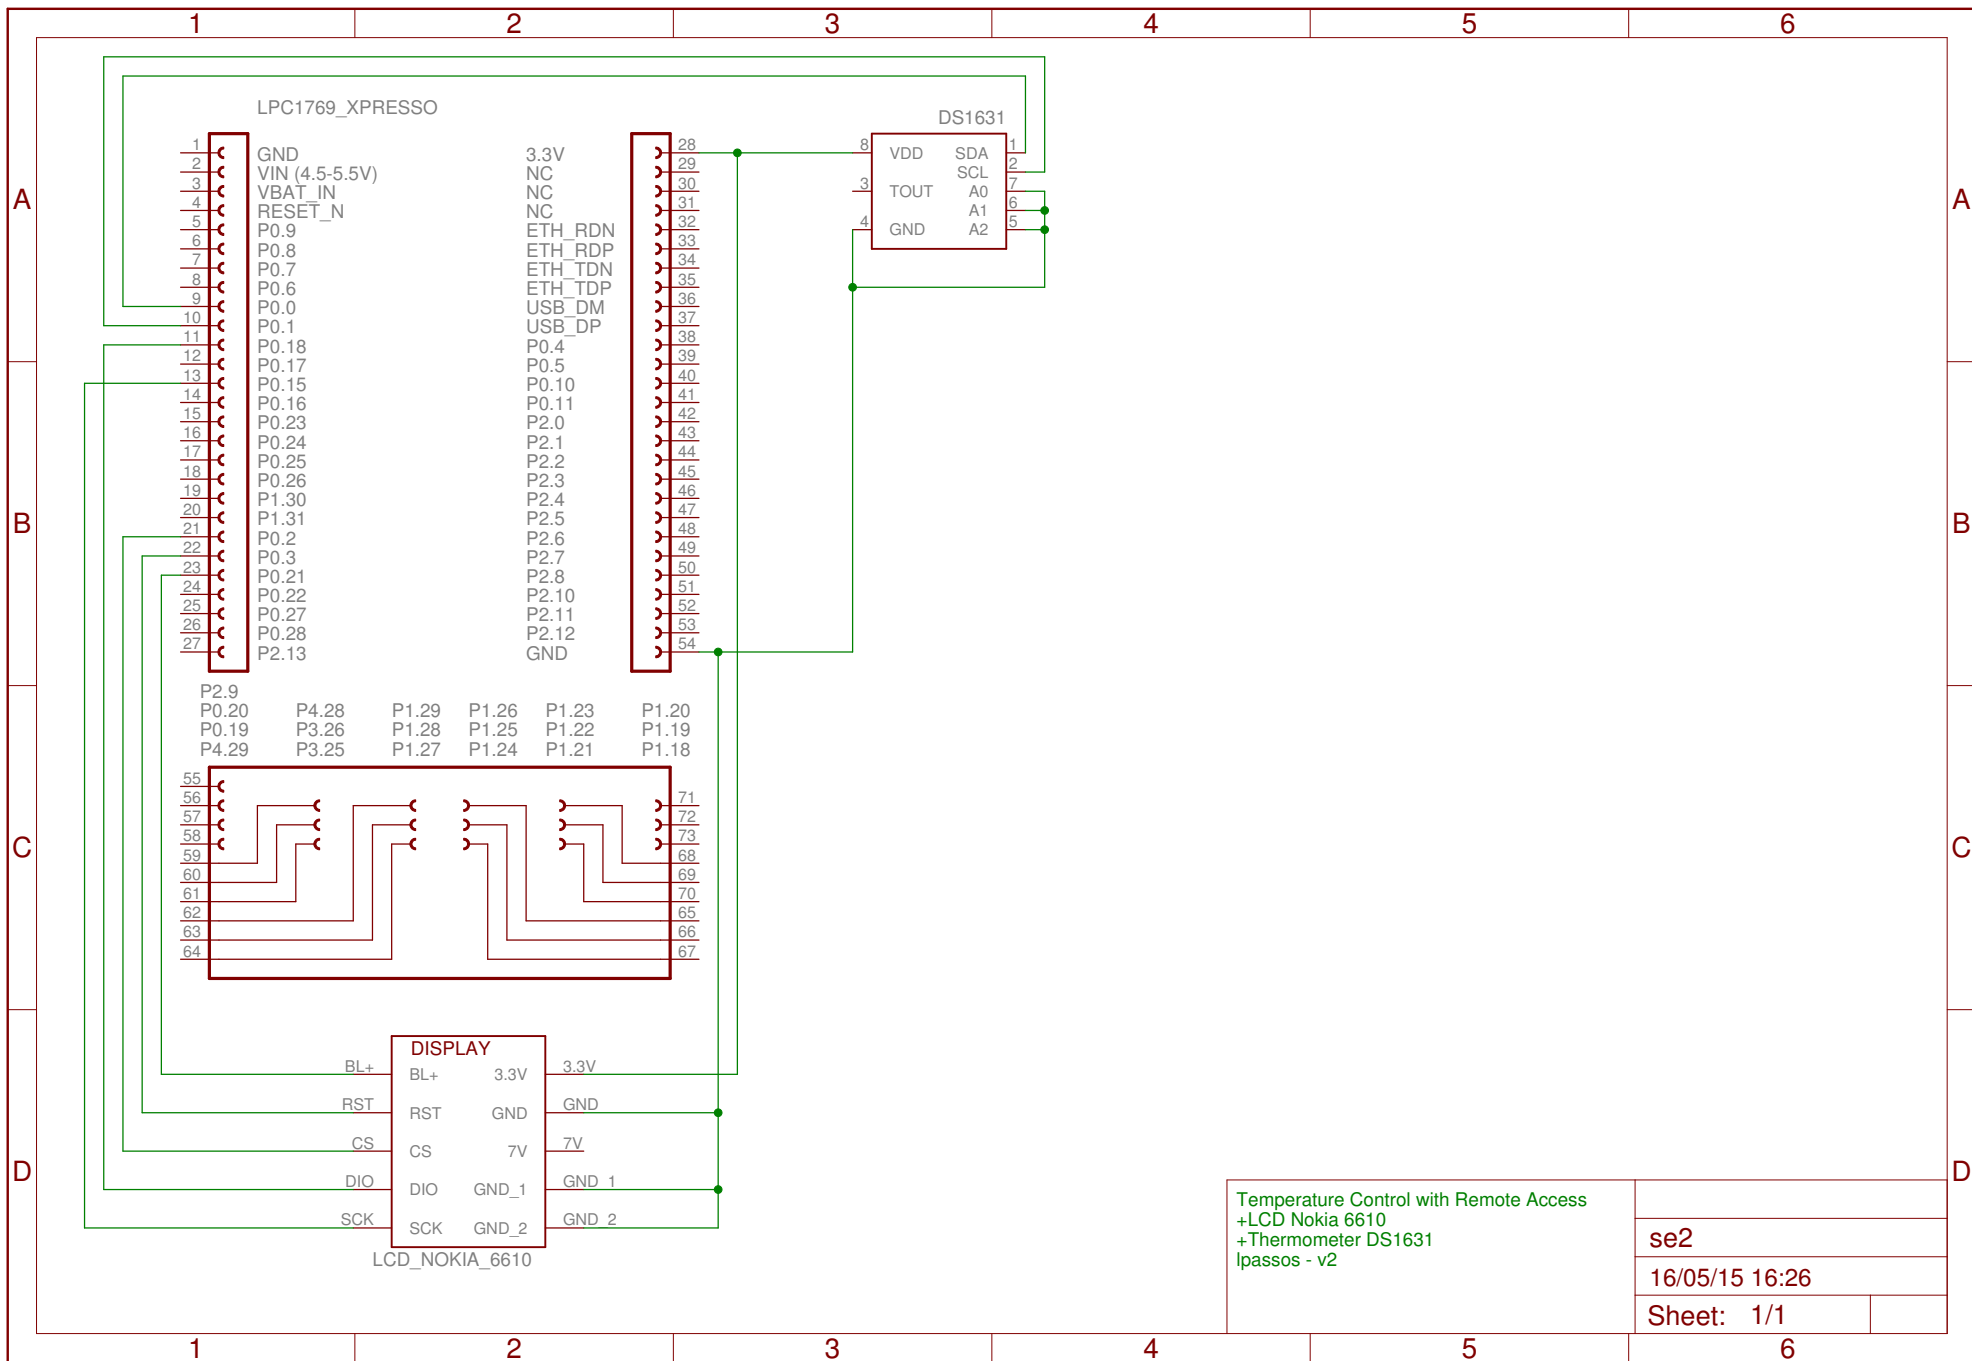 1 2 3 4 5 6
LPC1769_XPRESSO
DS1631
A A
B B
C C
D D
1 GND
2 VIN (4.5-5.5V)
3 VBAT_IN
4 RESET_N
5 P0.9
6 P0.8
7 P0.7
8 P0.6
9 P0.0
10 P0.1
11 P0.18
12 P0.17
13 P0.15
14 P0.16
15 P0.23
16 P0.24
17 P0.25
18 P0.26
19 P1.30
20 P1.31
21 P0.2
22 P0.3
23 P0.21
24 P0.22
25 P0.27
26 P0.28
27 P2.13
3.3V 28
NC 29
NC 30
NC 31
ETH_RDN 32
ETH_RDP 33
ETH_TDN 34
ETH_TDP 35
USB_DM 36
USB_DP 37
P0.4 38
P0.5 39
P0.10 40
P0.11 41
P2.0 42
P2.1 43
P2.2 44
P2.3 45
P2.4 46
P2.5 47
P2.6 48
P2.7 49
P2.8 50
P2.10 51
P2.11 52
P2.12 53
GND 54
8 VDD SDA 1
SCL 2
3 TOUT A0 7
A1 6
4 GND A2 5
P2.9
P0.20 P4.28 P1.29 P1.26 P1.23 P1.20
P0.19 P3.26 P1.28 P1.25 P1.22 P1.19
P4.29 P3.25 P1.27 P1.24 P1.21 P1.18
55
56 71
57 72
58 73
59 68
60 69
61 70
62 65
63 66
64 67
DISPLAY
BL+ BL+ 3.3V 3.3V
RST RST GND GND
CS CS 7V 7V
DIO DIO GND_1 GND_1
SCK SCK GND_2 GND_2
LCD_NOKIA_6610
Temperature Control with Remote Access
+LCD Nokia 6610
+Thermometer DS1631
lpassos - v2
se2
16/05/15 16:26
Sheet: 1/1
1 2 3 4 5 6